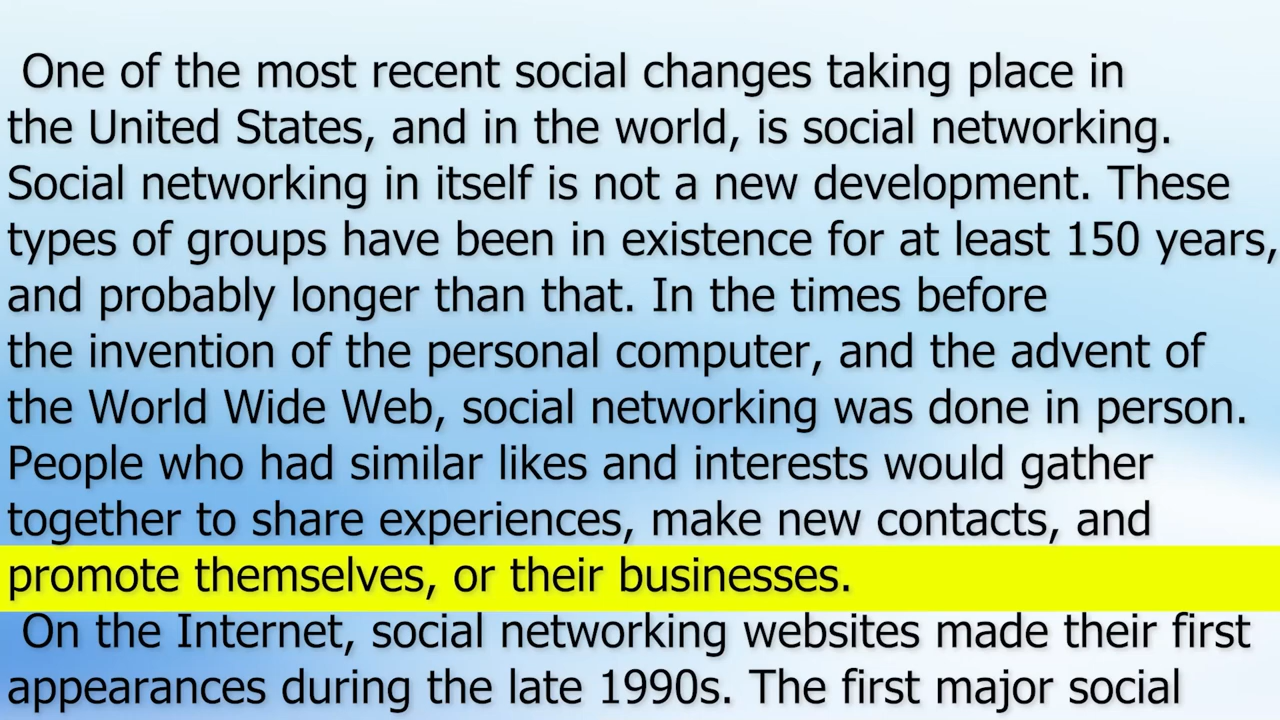 One of the most recent social changes taking place in
the United States, and in the world, is social networking.
Social networking in itself is not a new development. These
types of groups have been in existence for at least 150 years,
and probably longer than that. In the times before
the invention of the personal computer, and the advent of
the World Wide Web, social networking was done in person.
People who had similar likes and interests would gather
together to share experiences, make new contacts, and
promote themselves, or their businesses.
On the Internet, social networking websites made their first
appearances during the late 1990s. The first major social